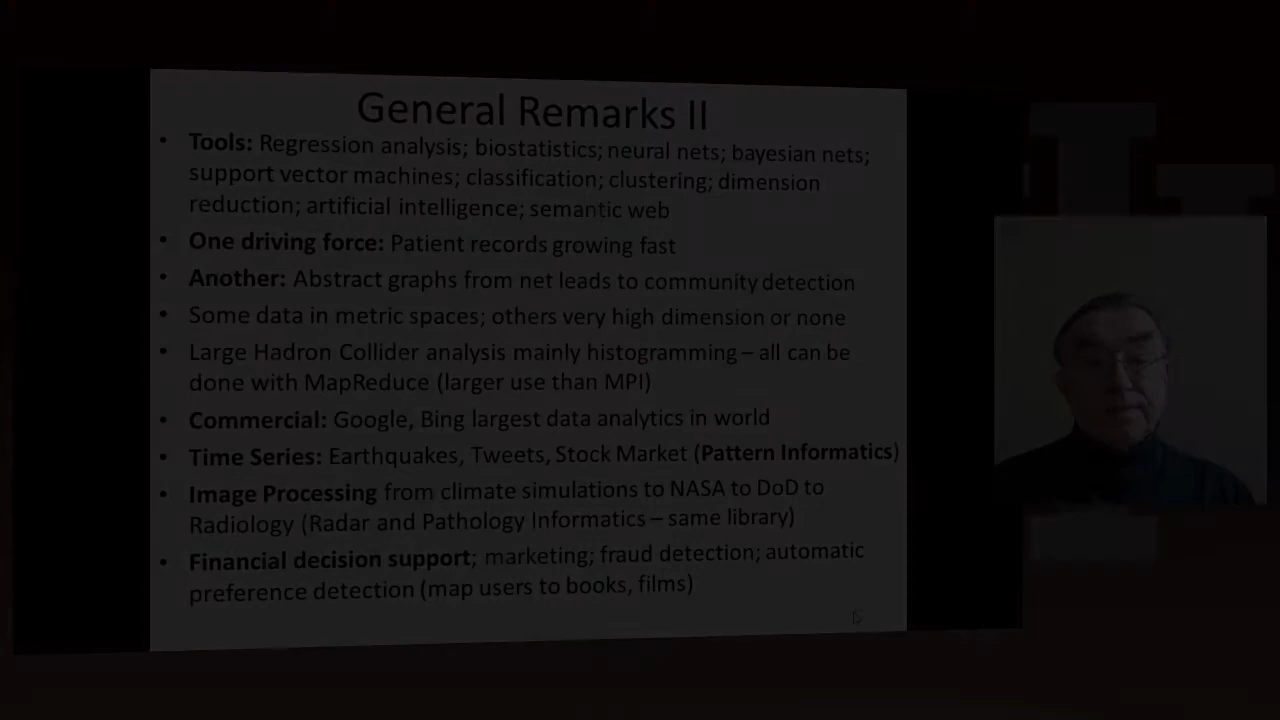 General Remarks II
• Tools: Regression analysis; biostatistics; neural nets; bayesian nets;
support vector machines; classification; clustering; dimension
reduction; artificial intelligence; semantic web
• One driving force: Patient records growing fast
• Another: Abstract graphs from net leads to community detection
• Some data in metric spaces; others very high dimension or none
• Large Hadron Collider analysis mainly histogramming – all can be
done with MapReduce (larger use than MPI)
• Commercial: Google, Bing largest data analytics in world
• Time Series: Earthquakes, Tweets, Stock Market (Pattern Informatics)
• Image Processing from climate simulations to NASA to DoD to
Radiology (Radar and Pathology Informatics – same library)
• Financial decision support; marketing; fraud detection; automatic
preference detection (map users to books, films)